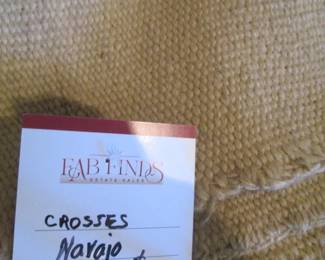 FAB FINDS
ESTATE SALES
CROSSES
Navajo
$